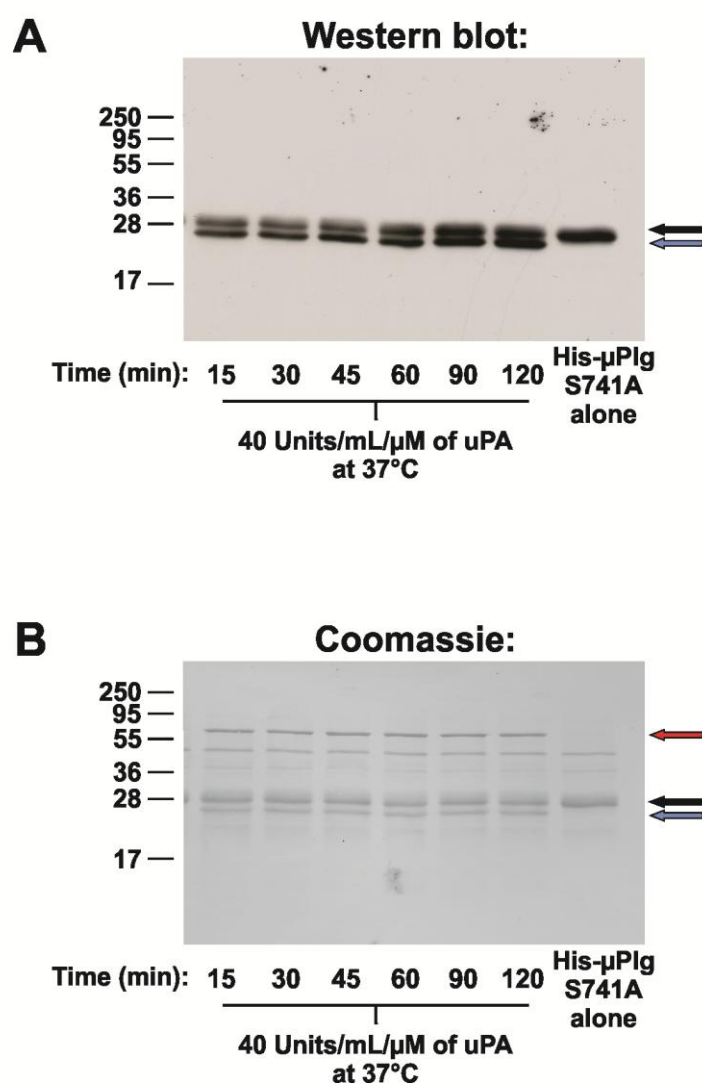 A
Western blot:
250
95
55
36
28
17
Time (min): 15 30 45 60 90 120 His-µPlg S741A alone
40 Units/mL/µM of uPA
at 37°C
B
Coomassie:
250
95
55
36
28
17
Time (min): 15 30 45 60 90 120 His-µPlg S741A alone
40 Units/mL/µM of uPA
at 37°C